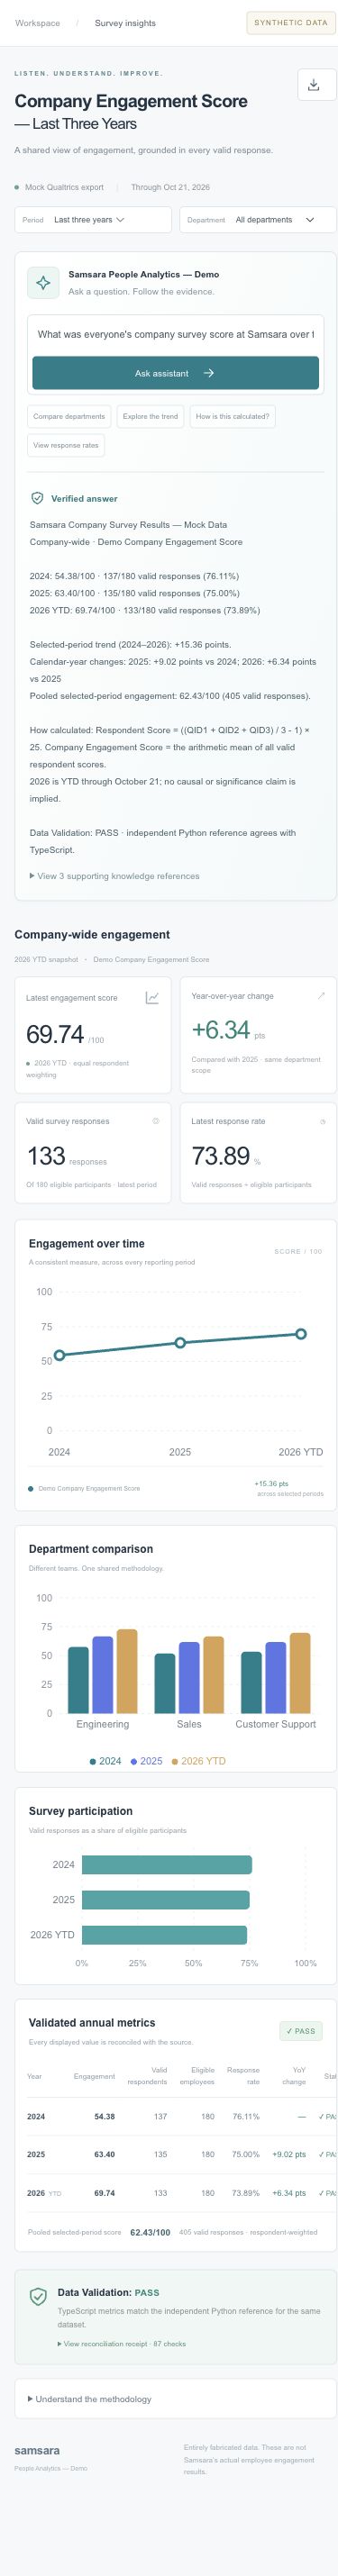 Workspace / Survey insights SYNTHETIC DATA
LISTEN. UNDERSTAND. IMPROVE.
Company Engagement Score
— Last Three Years
A shared view of engagement, grounded in every valid response.
Mock Qualtrics export | Through Oct 21, 2026
Period Last three years Department All departments
Samsara People Analytics — Demo
Ask a question. Follow the evidence.
What was everyone's company survey score at Samsara over t
Ask assistant →
Compare departments Explore the trend How is this calculated?
View response rates
Verified answer
Samsara Company Survey Results — Mock Data
Company-wide · Demo Company Engagement Score
2024: 54.38/100 · 137/180 valid responses (76.11%)
2025: 63.40/100 · 135/180 valid responses (75.00%)
2026 YTD: 69.74/100 · 133/180 valid responses (73.89%)
Selected-period trend (2024–2026): +15.36 points.
Calendar-year changes: 2025: +9.02 points vs 2024; 2026: +6.34 points
vs 2025
Pooled selected-period engagement: 62.43/100 (405 valid responses).
How calculated: Respondent Score = ((QID1 + QID2 + QID3) / 3 - 1) ×
25. Company Engagement Score = the arithmetic mean of all valid
respondent scores.
2026 is YTD through October 21; no causal or significance claim is
implied.
Data Validation: PASS · independent Python reference agrees with
TypeScript.
View 3 supporting knowledge references
Company-wide engagement
2026 YTD snapshot · Demo Company Engagement Score
Latest engagement score
69.74 /100
2026 YTD · equal respondent
weighting
Year-over-year change
+6.34 pts
Compared with 2025 · same department
scope
Valid survey responses
133 responses
Of 180 eligible participants · latest period
Latest response rate
73.89 %
Valid responses ÷ eligible participants
Engagement over time
SCORE / 100
A consistent measure, across every reporting period
100
75
50
25
0
2024 2025 2026 YTD
Demo Company Engagement Score
+15.36 pts
across selected periods
Department comparison
Different teams. One shared methodology.
100
75
50
25
0
Engineering Sales Customer Support
2024 2025 2026 YTD
Survey participation
Valid responses as a share of eligible participants
2024
2025
2026 YTD
0% 25% 50% 75% 100%
Validated annual metrics
✓ PASS
Every displayed value is reconciled with the source.
Year Engagement Valid respondents Eligible employees Response rate YoY change Stat
2024 54.38 137 180 76.11% — ✓ PAS
2025 63.40 135 180 75.00% +9.02 pts ✓ PAS
2026 YTD 69.74 133 180 73.89% +6.34 pts ✓ PAS
Pooled selected-period score 62.43/100 405 valid responses · respondent-weighted
Data Validation: PASS
TypeScript metrics match the independent Python reference for the same
dataset.
View reconciliation receipt · 87 checks
Understand the methodology
samsara
People Analytics — Demo
Entirely fabricated data. These are not
Samsara's actual employee engagement
results.